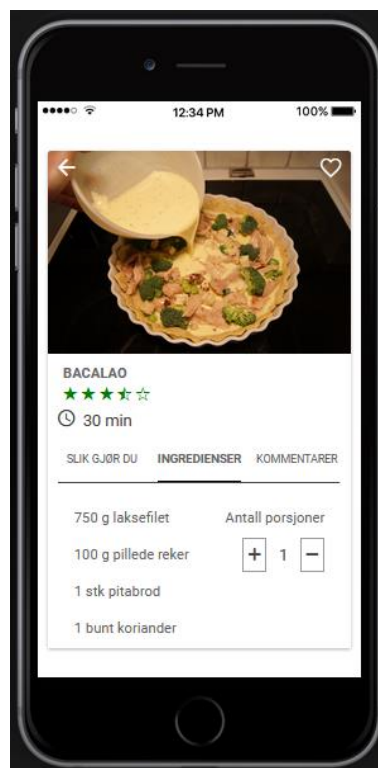 12:34 PM 100%
BACALAO
30 min
SLIK GJØR DU INGREDIENSER KOMMENTARER
750 g laksefilet Antall porsjoner
100 g pillede reker + 1 −
1 stk pitabrod
1 bunt koriander